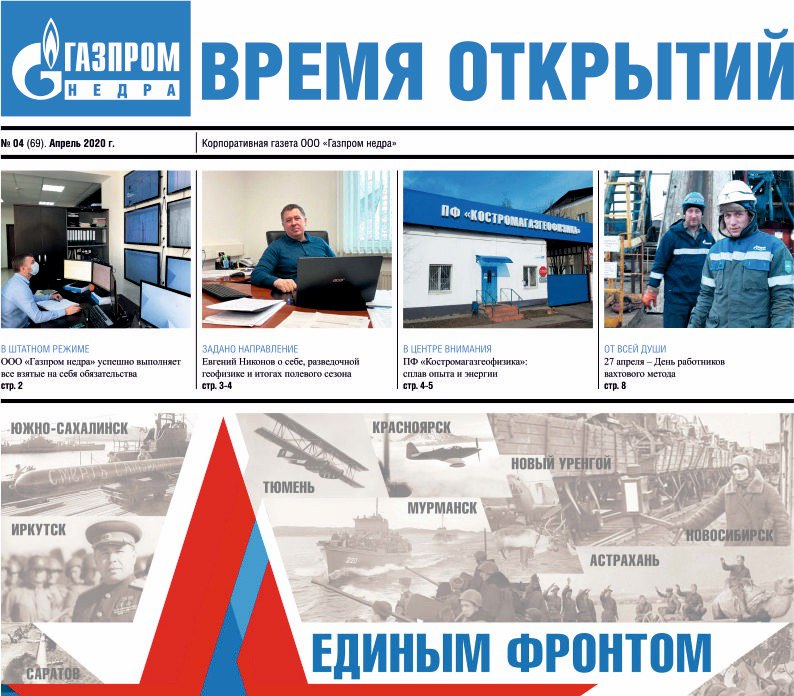 ГАЗПРОМ
НЕДРА
ВРЕМЯ ОТКРЫТИЙ
№ 04 (69). Апрель 2020 г.
Корпоративная газета ООО «Газпром недра»
ПФ «КОСТРОМАГАЗГЕОФИЗИКА»
В ШТАТНОМ РЕЖИМЕ
ООО «Газпром недра» успешно выполняет
все взятые на себя обязательства
стр. 2
ЗАДАНО НАПРАВЛЕНИЕ
Евгений Никонов о себе, разведочной
геофизике и итогах полевого сезона
стр. 3-4
В ЦЕНТРЕ ВНИМАНИЯ
ПФ «Костромагазгеофизика»:
сплав опыта и энергии
стр. 4-5
ОТ ВСЕЙ ДУШИ
27 апреля – День работников
вахтового метода
стр. 8
ЮЖНО-САХАЛИНСК
КРАСНОЯРСК
НОВЫЙ УРЕНГОЙ
ТЮМЕНЬ
МУРМАНСК
ИРКУТСК
НОВОСИБИРСК
АСТРАХАНЬ
220
САРАТОВ
ЕДИНЫМ ФРОНТОМ